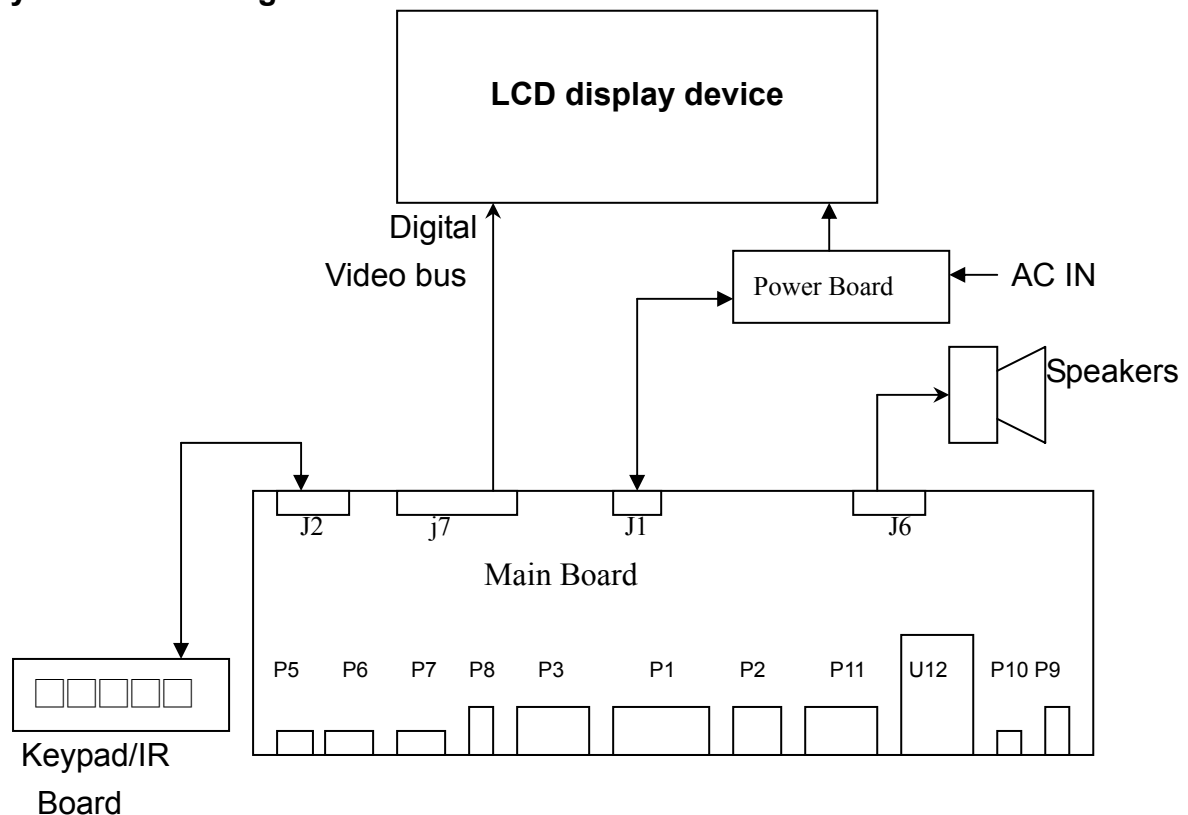 LCD display device
Digital
Video bus
Power Board
AC IN
Speakers
J2
j7
J1
J6
Main Board
P5
P6
P7
P8
P3
P1
P2
P11
U12
P10
P9
Keypad/IR
Board